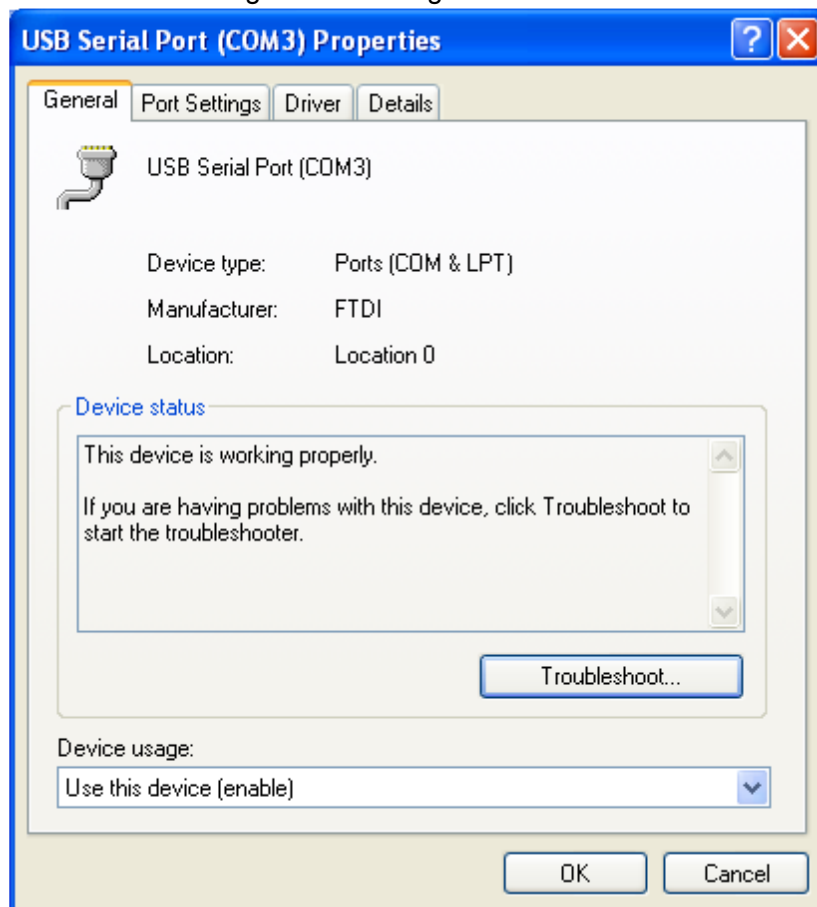 USB Serial Port (COM3) Properties
General Port Settings Driver Details
USB Serial Port (COM3)
Device type: Ports (COM & LPT)
Manufacturer: FTDI
Location: Location 0
Device status
This device is working properly.
If you are having problems with this device, click Troubleshoot to
start the troubleshooter.
Troubleshoot...
Device usage:
Use this device (enable)
OK Cancel